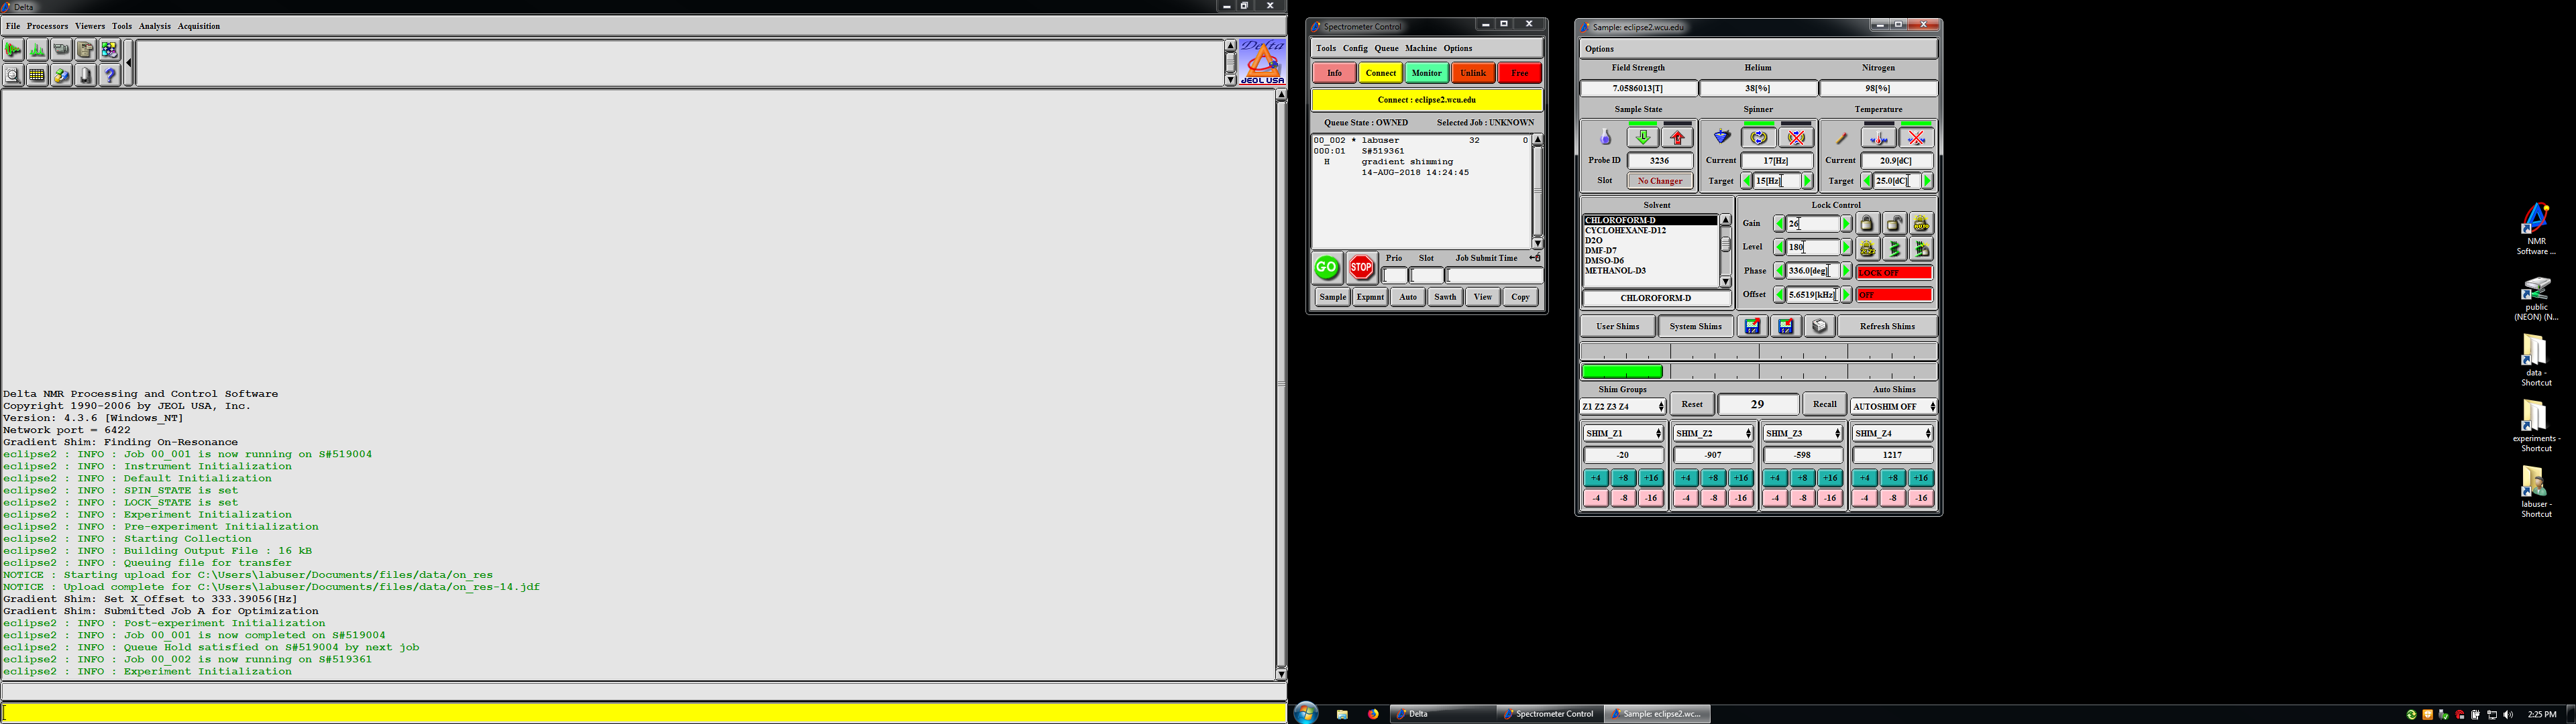 Delta
File Processors Viewers Tools Analysis Acquisition
Delta
JEOL USA
Delta NMR Processing and Control Software
Copyright 1990-2006 by JEOL USA, Inc.
Version: 4.3.6 [Windows_NT]
Network port = 6422
Gradient Shim: Finding On-Resonance
eclipse2 : INFO : Job 00_001 is now running on S#519004
eclipse2 : INFO : Instrument Initialization
eclipse2 : INFO : Default Initialization
eclipse2 : INFO : SPIN_STATE is set
eclipse2 : INFO : LOCK_STATE is set
eclipse2 : INFO : Experiment Initialization
eclipse2 : INFO : Pre-experiment Initialization
eclipse2 : INFO : Starting Collection
eclipse2 : INFO : Building Output File : 16 kB
eclipse2 : INFO : Queuing file for transfer
NOTICE : Starting upload for C:\Users\labuser/Documents/files/data/on_res
NOTICE : Upload complete for C:\Users\labuser/Documents/files/data/on_res-14.jdf
Gradient Shim: Set X_Offset to 333.39056[Hz]
Gradient Shim: Submitted Job A for Optimization
eclipse2 : INFO : Post-experiment Initialization
eclipse2 : INFO : Job 00_001 is now completed on S#519004
eclipse2 : INFO : Queue Hold satisfied on S#519004 by next job
eclipse2 : INFO : Job 00_002 is now running on S#519361
eclipse2 : INFO : Experiment Initialization
Spectrometer Control
Tools Config Queue Machine Options
Info Connect Monitor Unlink Free
Connect : eclipse2.wcu.edu
Queue State : OWNED Selected Job : UNKNOWN
00_002 * labuser 32 0
000:01 S#519361
H gradient shimming
14-AUG-2018 14:24:45
GO STOP Prio Slot Job Submit Time
Sample Expmnt Auto Sawth View Copy
Sample: eclipse2.wcu.edu
Options
Field Strength Helium Nitrogen
7.0586013[T] 38[%] 98[%]
Sample State Spinner Temperature
Probe ID 3236 Current 17[Hz] Current 20.9[dC]
Slot No Changer Target 15[Hz] Target 25.0[dC]
Solvent Lock Control
CHLOROFORM-D
CYCLOHEXANE-D12
D2O
DMF-D7
DMSO-D6
METHANOL-D3
CHLOROFORM-D
Gain 26
Level 180
Phase 336.0[deg] LOCK OFF
Offset 5.6519[kHz] OFF
User Shims System Shims Refresh Shims
Shim Groups Auto Shims
Z1 Z2 Z3 Z4 Reset 29 Recall AUTOSHIM OFF
SHIM_Z1 SHIM_Z2 SHIM_Z3 SHIM_Z4
-20 -907 -598 1217
+4 +8 +16 +4 +8 +16 +4 +8 +16 +4 +8 +16
-4 -8 -16 -4 -8 -16 -4 -8 -16 -4 -8 -16
NMR
Software ...
public
(NEON) (N...
data -
Shortcut
experiments -
Shortcut
labuser -
Shortcut
Delta Spectrometer Control Sample: eclipse2.wc... 2:25 PM